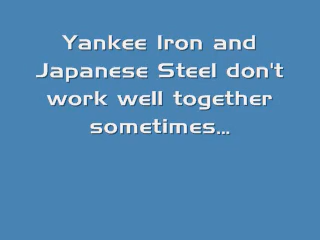 Yankee Iron and
Japanese Steel don't
work well together
sometimes...